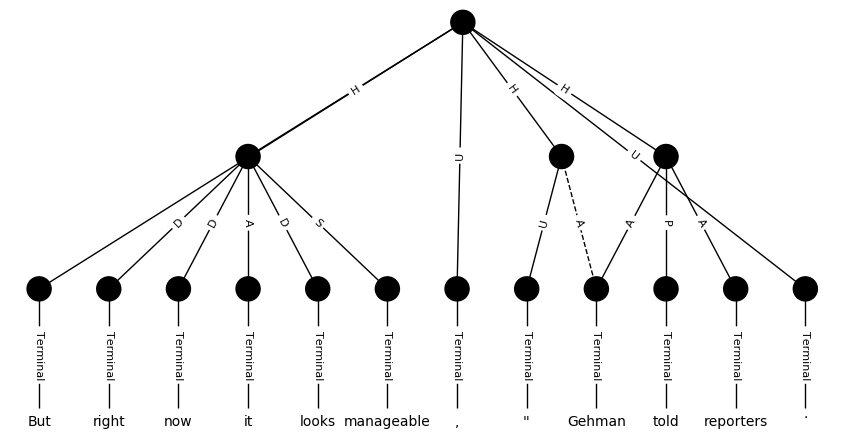 H H H
U U
D D A D S U A A P A
Terminal Terminal Terminal Terminal Terminal Terminal Terminal Terminal Terminal Terminal Terminal Terminal
But right now it looks manageable , " Gehman told reporters .